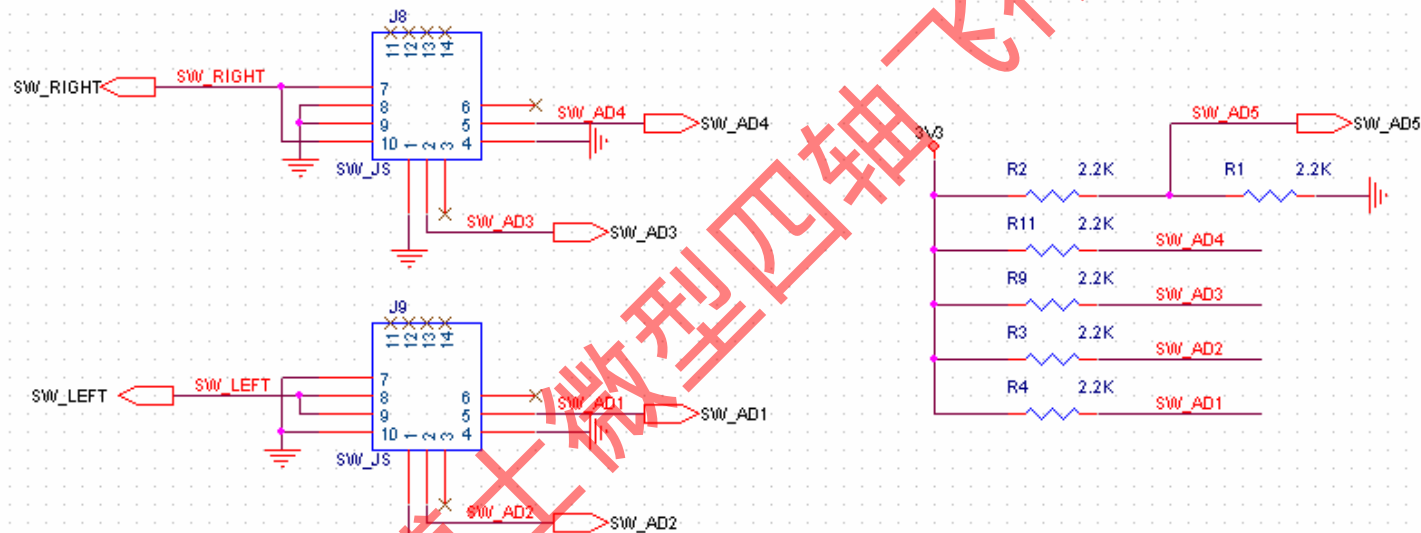 J8
11 12 13 14
SW_RIGHT
SW_RIGHT
7
8
9
10
6
5
4
1 2 3
SW_AD4
SW_AD4
SW_JS
SW_AD3
SW_AD3
J9
11 12 13 14
SW_LEFT
SW_LEFT
7
8
9
10
6
5
4
1 2 3
SW_AD1
SW_AD1
SW_JS
SW_AD2
SW_AD2
3V3
SW_AD5
SW_AD5
R2 2.2K
R1 2.2K
R11 2.2K
SW_AD4
R9 2.2K
SW_AD3
R3 2.2K
SW_AD2
R4 2.2K
SW_AD1
士微型四轴飞